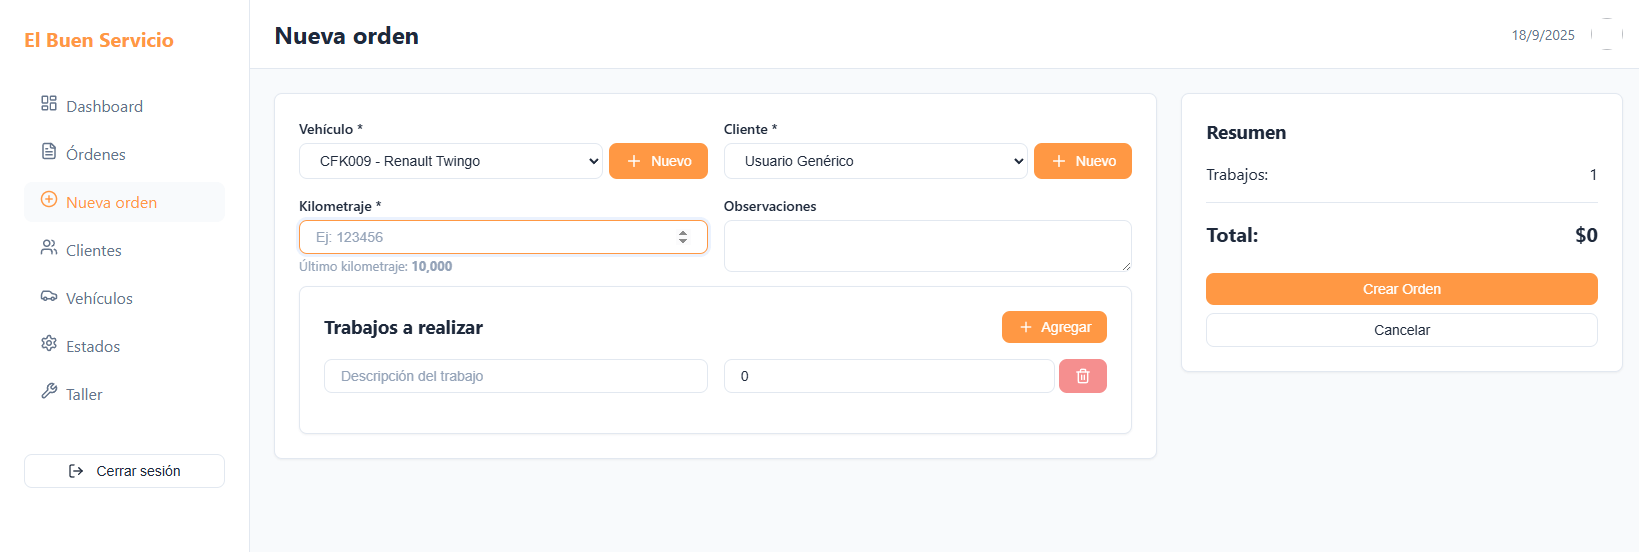 El Buen Servicio
Dashboard
Órdenes
Nueva orden
Clientes
Vehículos
Estados
Taller
Cerrar sesión
Nueva orden
18/9/2025
Vehículo *
CFK009 - Renault Twingo
Nuevo
Cliente *
Usuario Genérico
Nuevo
Kilometraje *
Ej: 123456
Último kilometraje: 10,000
Observaciones
Trabajos a realizar
Agregar
Descripción del trabajo
0
Resumen
Trabajos: 1
Total: $0
Crear Orden
Cancelar